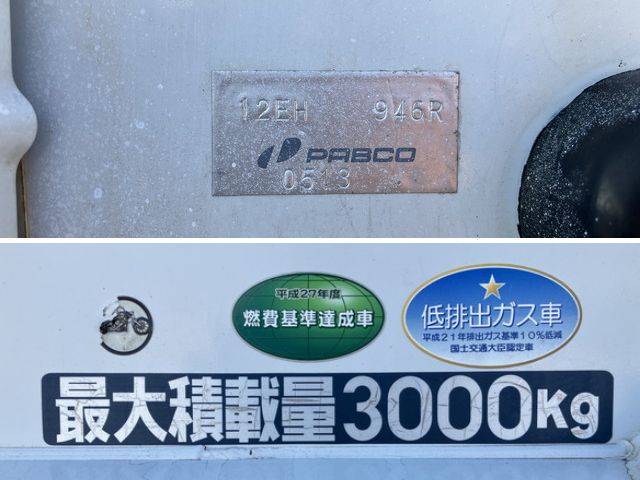 12EH 946R
PABCO
0513
平成27年度
燃費基準達成車
低排出ガス車
平成21年排出ガス基準10%低減
国土交通大臣認定車
最大積載量3000Kg